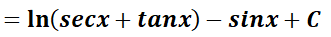 = ln(secx + tanx) − sinx + C